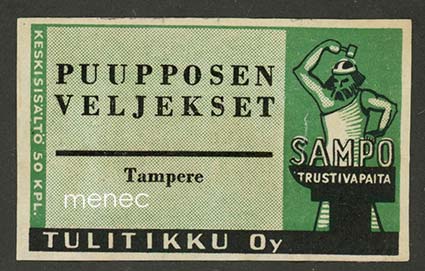 KESKISISÄLTÖ 50 KPL.
PUUPPOSEN
VELJEKSET
Tampere
menec
SAMPO
TRUSTIVAPAITA
TULITIKKU Oy